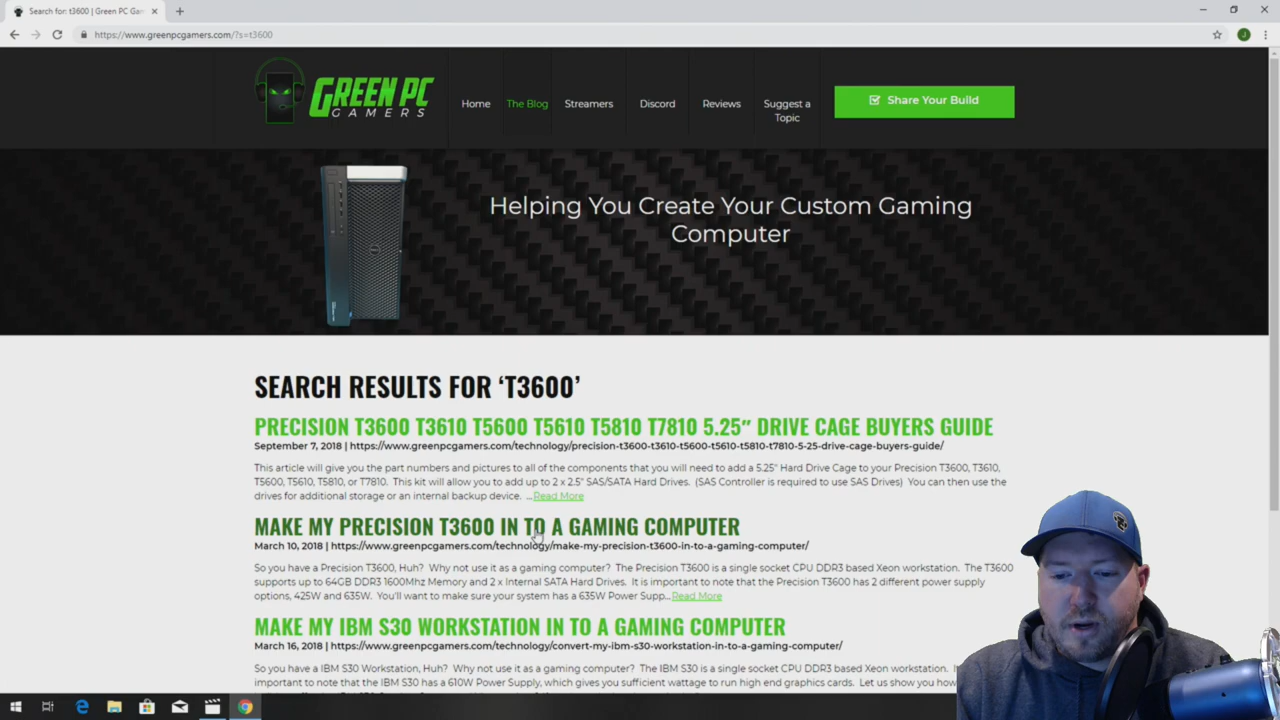 Search for: t3600 | Green PC Gam
https://www.greenpcgamers.com/?s=t3600
J
GREEN PC
GAMERS
Home
The Blog
Streamers
Discord
Reviews
Suggest a
Topic
Share Your Build
Helping You Create Your Custom Gaming
Computer
SEARCH RESULTS FOR ‘T3600’
PRECISION T3600 T3610 T5600 T5610 T5810 T7810 5.25″ DRIVE CAGE BUYERS GUIDE
September 7, 2018 | https://www.greenpcgamers.com/technology/precision-t3600-t3610-t5600-t5610-t5810-t7810-5-25-drive-cage-buyers-guide/
This article will give you the part numbers and pictures to all of the components that you will need to add a 5.25" Hard Drive Cage to your Precision T3600, T3610,
T5600, T5610, T5810, or T7810. This kit will allow you to add up to 2 x 2.5" SAS/SATA Hard Drives. (SAS Controller is required to use SAS Drives) You can then use the
drives for additional storage or an internal backup device. ...Read More
MAKE MY PRECISION T3600 IN TO A GAMING COMPUTER
March 10, 2018 | https://www.greenpcgamers.com/technology/make-my-precision-t3600-in-to-a-gaming-computer/
So you have a Precision T3600, Huh? Why not use it as a gaming computer? The Precision T3600 is a single socket CPU DDR3 based Xeon workstation. The T3600
supports up to 64GB DDR3 1600Mhz Memory and 2 x Internal SATA Hard Drives. It is important to note that the Precision T3600 has 2 different power supply
options, 425W and 635W. You'll want to make sure your system has a 635W Power Supp...Read More
MAKE MY IBM S30 WORKSTATION IN TO A GAMING COMPUTER
March 16, 2018 | https://www.greenpcgamers.com/technology/convert-my-ibm-s30-workstation-in-to-a-gaming-computer/
So you have a IBM S30 Workstation, Huh? Why not use it as a gaming computer? The IBM S30 is a single socket CPU DDR3 based Xeon workstation.
important to note that the IBM S30 has a 610W Power Supply, which gives you sufficient wattage to run high end graphics cards. Let us show you how